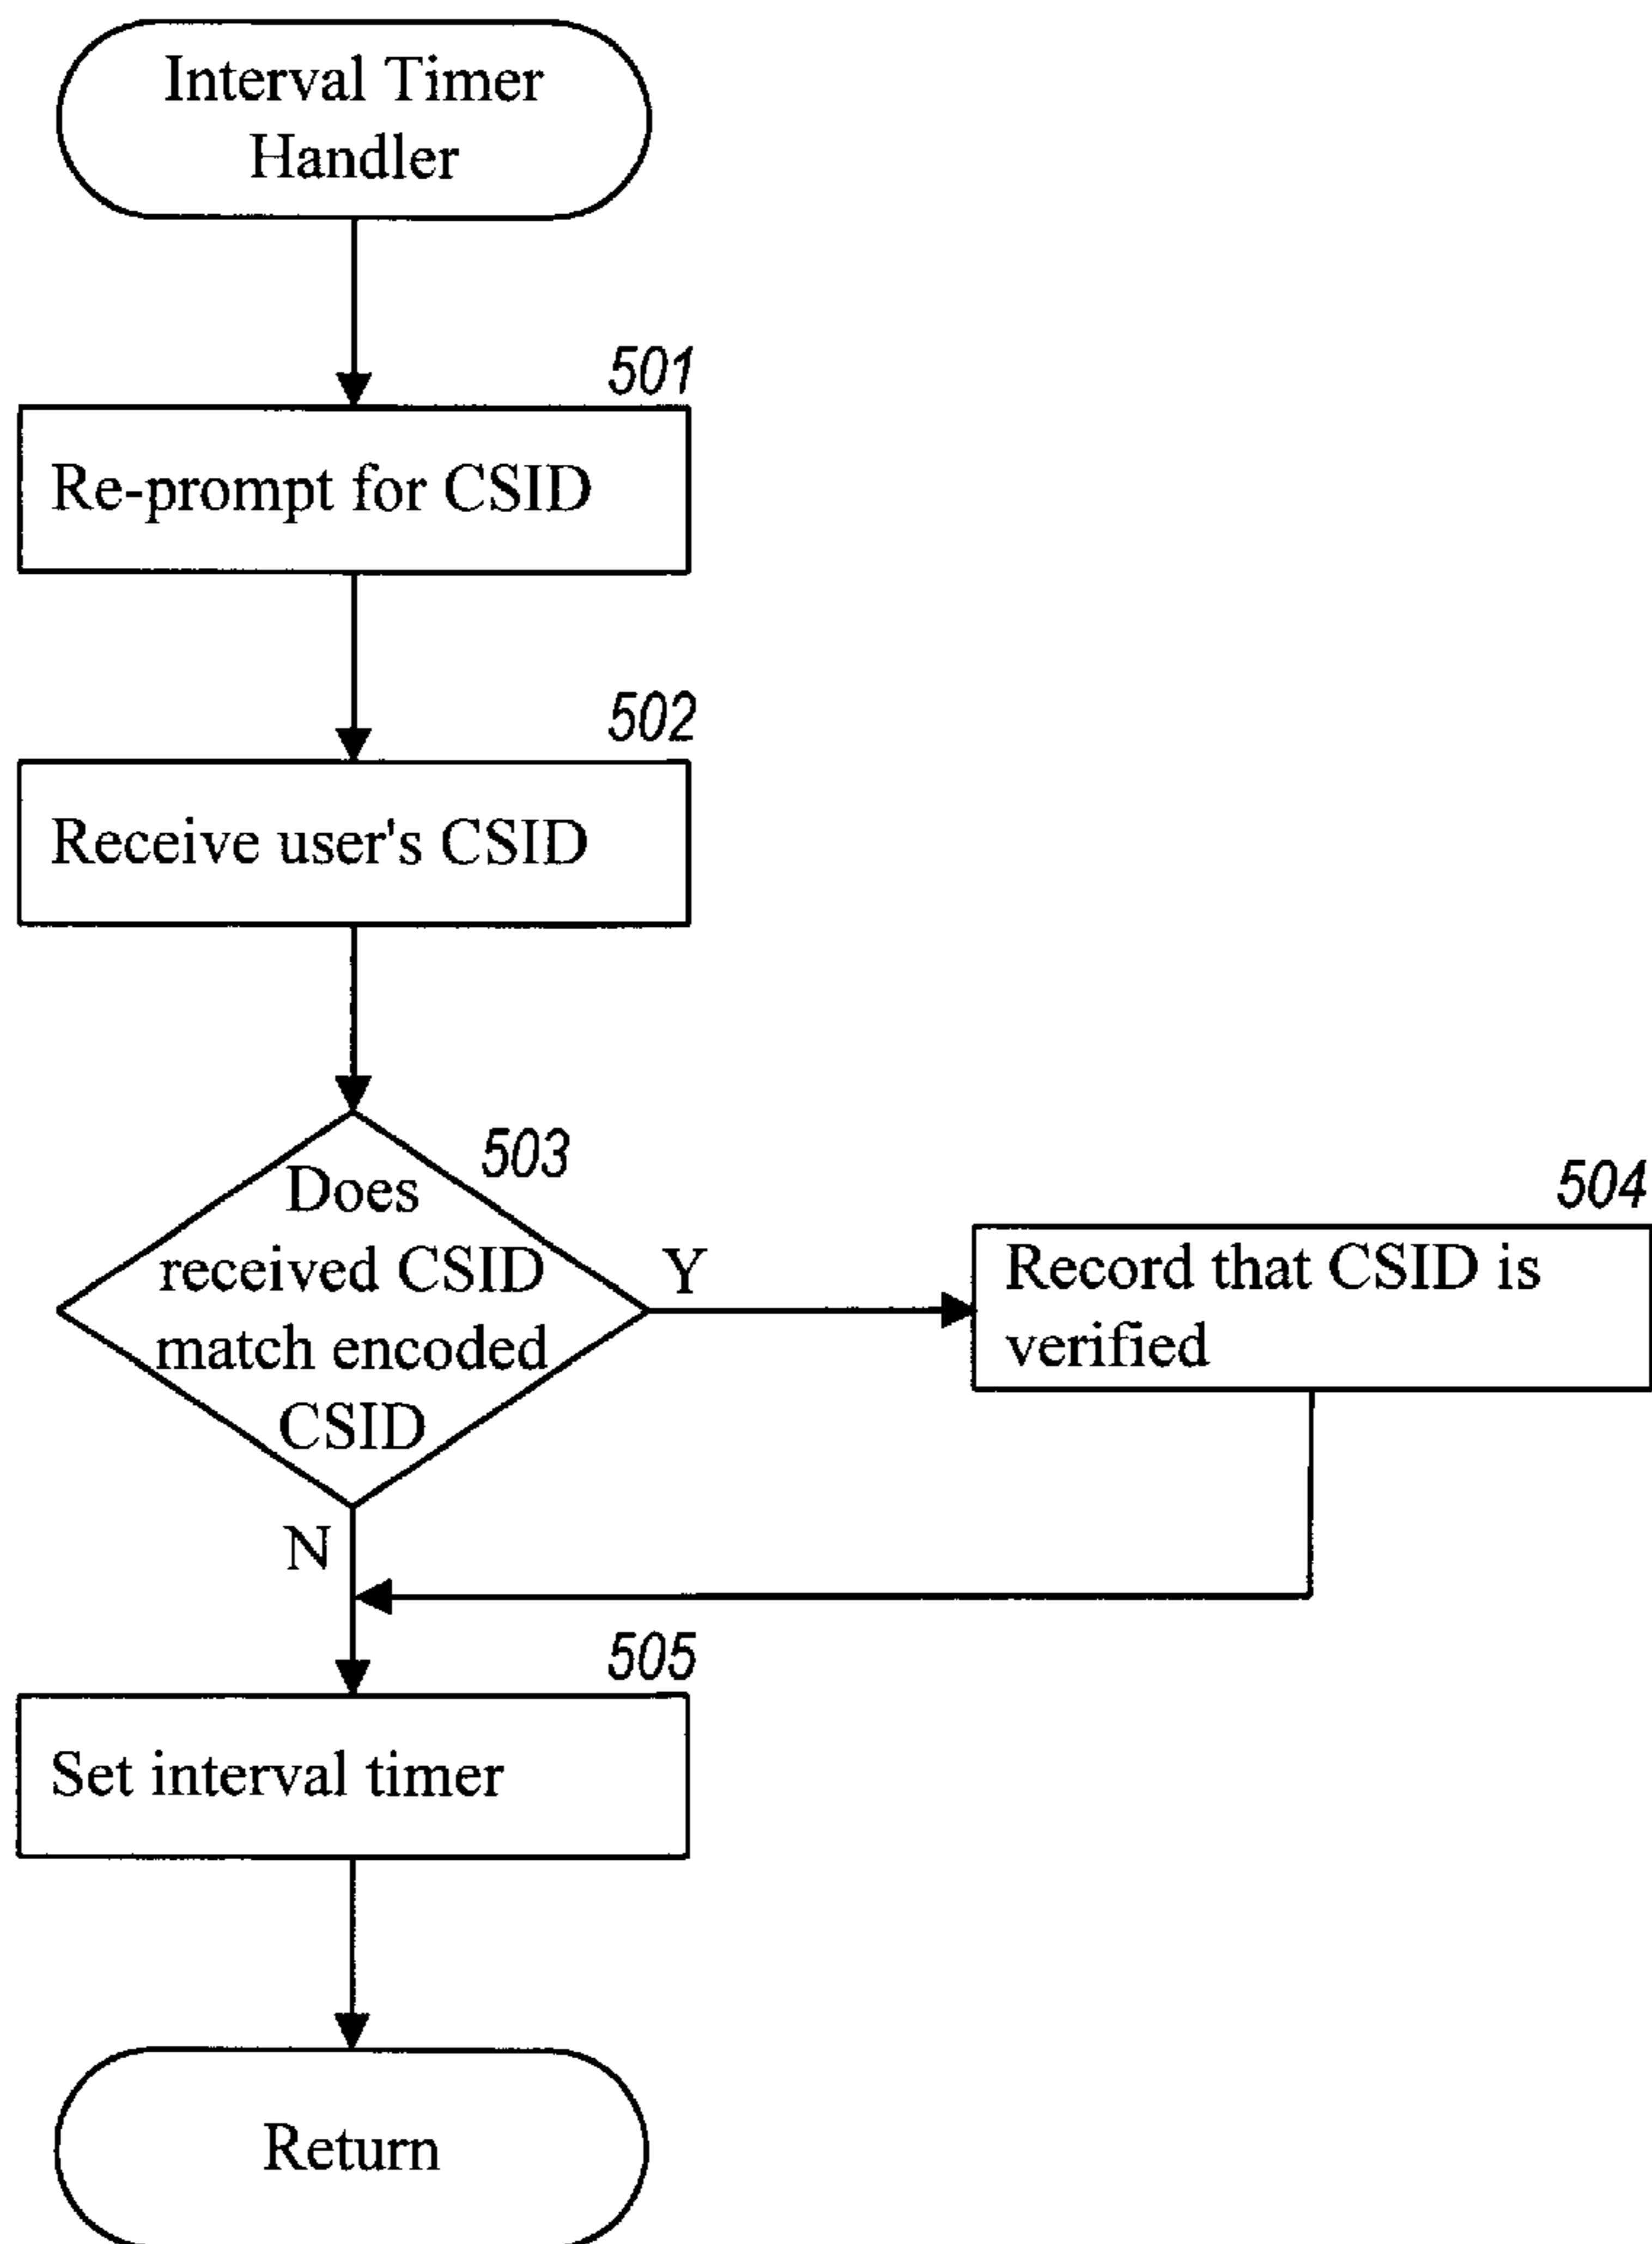 Interval Timer
Handler
501
Re-prompt for CSID
502
Receive user's CSID
503
Does
received CSID
match encoded
CSID
Y
504
Record that CSID is
verified
N
505
Set interval timer
Return